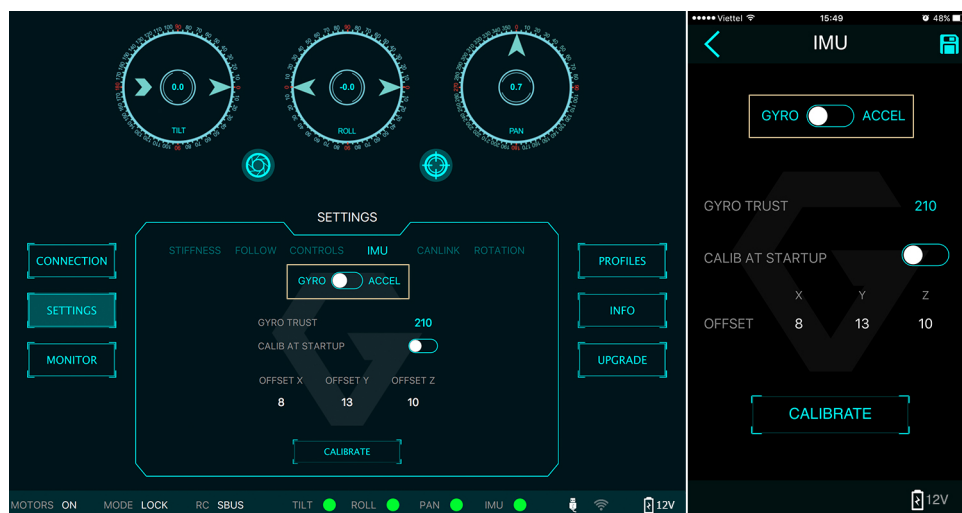 0.0
TILT
-0.0
ROLL
0.7
PAN
SETTINGS
STIFFNESS FOLLOW CONTROLS IMU CANLINK ROTATION
GYRO ACCEL
GYRO TRUST 210
CALIB AT STARTUP
OFFSET X OFFSET Y OFFSET Z
8 13 10
CALIBRATE
CONNECTION
SETTINGS
MONITOR
PROFILES
INFO
UPGRADE
MOTORS ON MODE LOCK RC SBUS TILT ROLL PAN IMU 12V
Viettel 15:49 48%
IMU
GYRO ACCEL
GYRO TRUST 210
CALIB AT STARTUP
X Y Z
OFFSET 8 13 10
CALIBRATE
12V